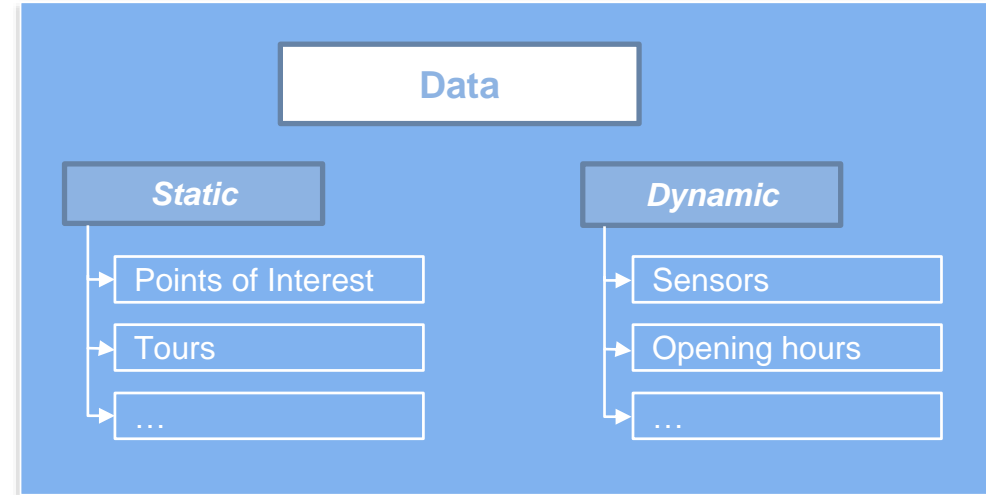 Data
Static
Points of Interest
Tours
…
Dynamic
Sensors
Opening hours
…